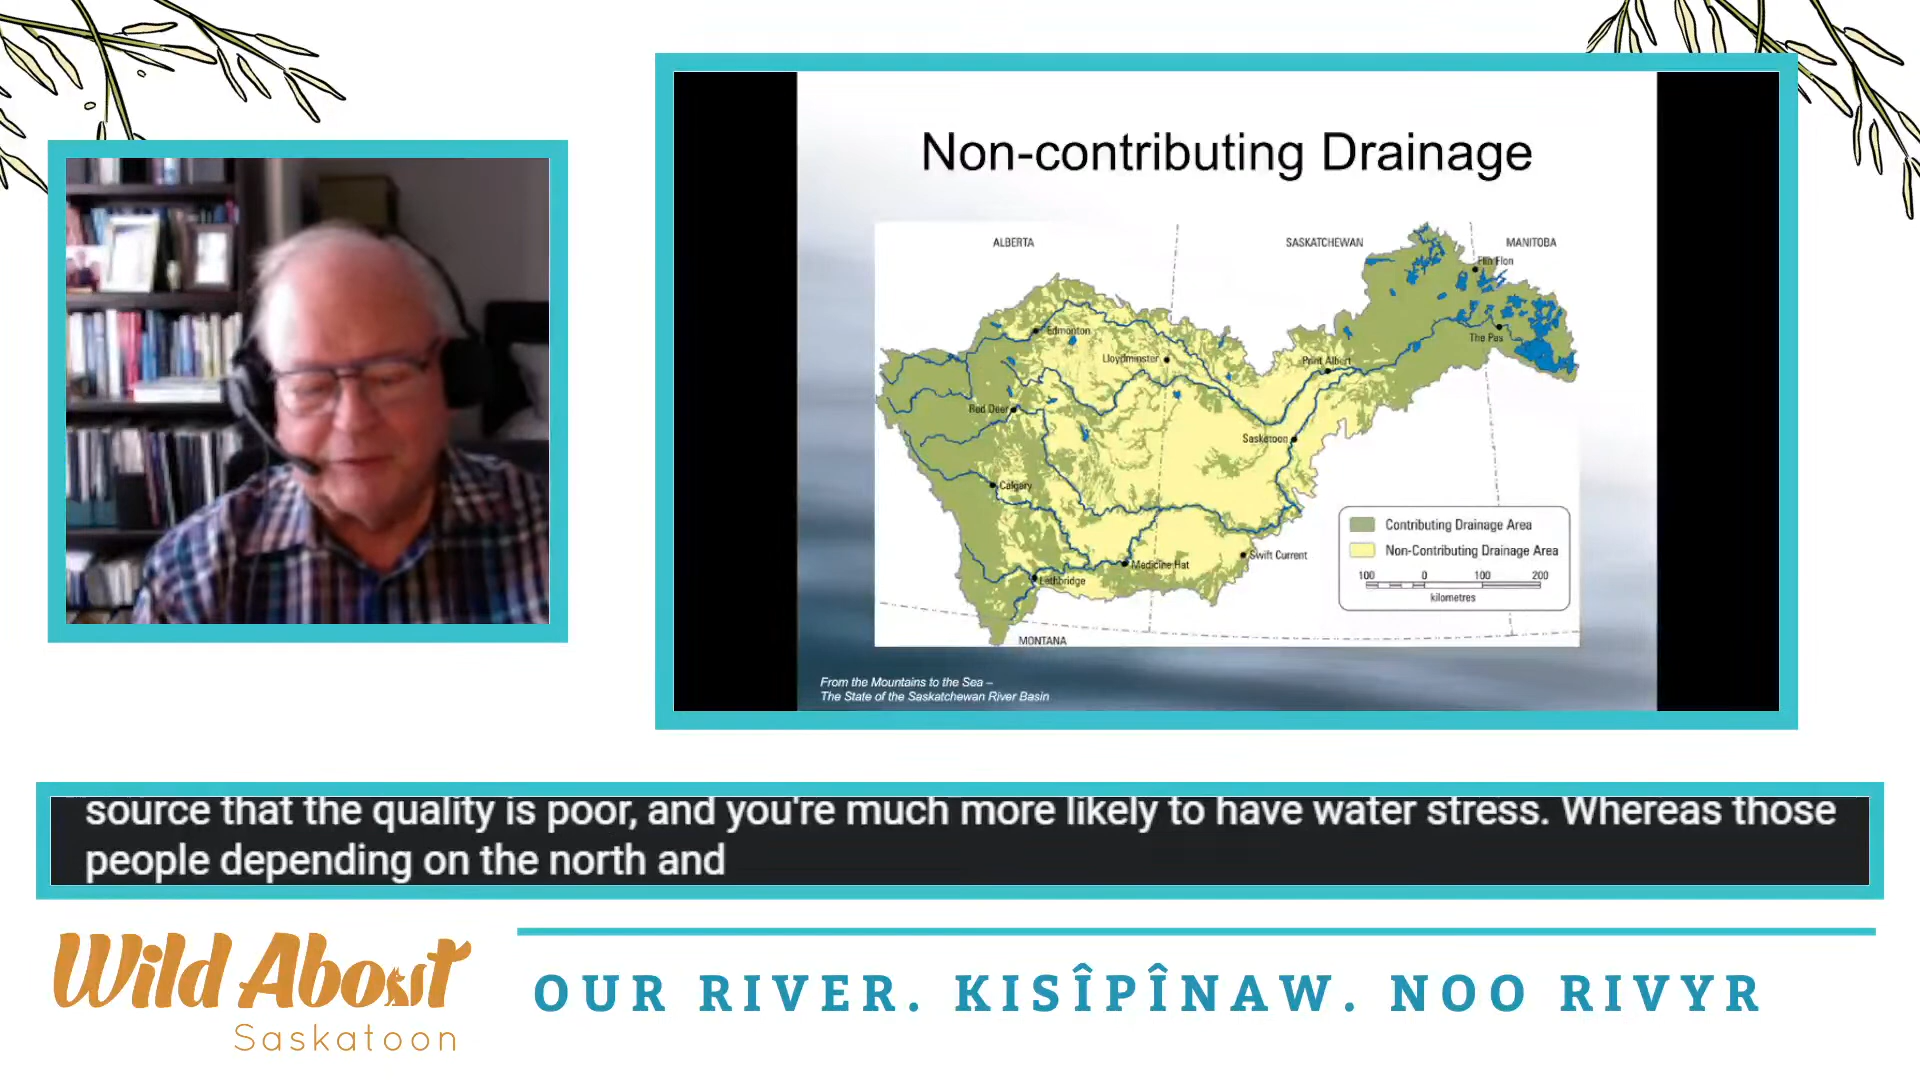 Non-contributing Drainage
ALBERTA
SASKATCHEWAN
MANITOBA
Flin Flon
Edmonton
The Pas
Lloydminster
Print Albert
Red Deer
Saskatoon
Calgary
Contributing Drainage Area
Non-Contributing Drainage Area
Swift Current
Medicine Hat
Lethbridge
100 0 100 200
kilometres
MONTANA
From the Mountains to the Sea –
The State of the Saskatchewan River Basin
source that the quality is poor, and you're much more likely to have water stress. Whereas those
people depending on the north and
Wild About
Saskatoon
OUR RIVER. KISÎPÎNAW. NOO RIVYR